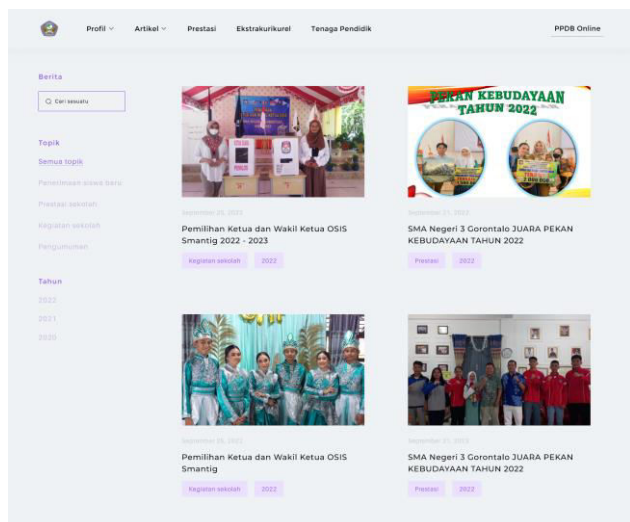 Profil
Artikel
Prestasi
Ekstrakurikurel
Tenaga Pendidik
PPDB Online
Berita
Cari sesuatu
Topik
Semua topik
Penerimaan siswa baru
Prestasi sekolah
Kegiatan sekolah
Pengumuman
Tahun
2022
2021
2020
PEKAN KEBUDAYAAN
TAHUN 2022
Pemilihan Ketua dan Wakil Ketua OSIS
Smantig 2022 - 2023
Kegiatan sekolah
2022
September 21, 2022
SMA Negeri 3 Gorontalo JUARA PEKAN
KEBUDAYAAN TAHUN 2022
Prestasi
2022
Pemilihan Ketua dan Wakil Ketua OSIS
Smantig
Kegiatan sekolah
2022
September 21, 2022
SMA Negeri 3 Gorontalo JUARA PEKAN
KEBUDAYAAN TAHUN 2022
Prestasi
2022